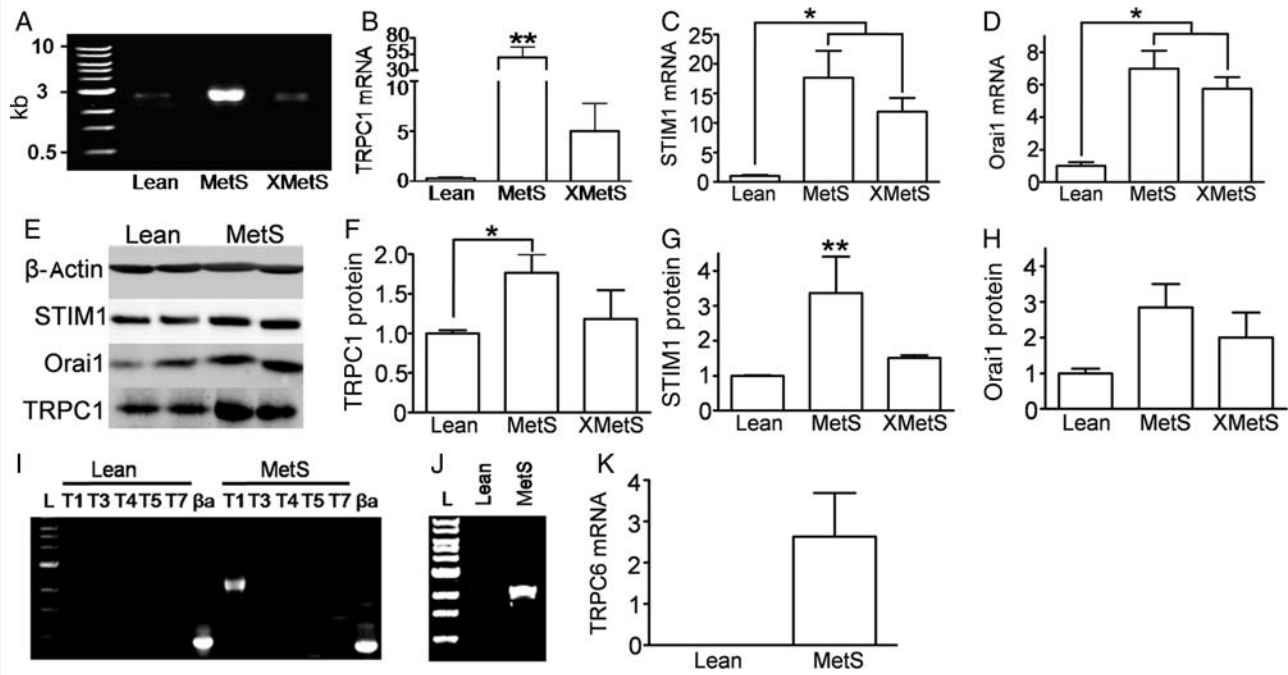 A
10
3
0.5
kb
Lean MetS XMetS
B
**
80
55
30
10
5
0
TRPC1 mRNA
Lean MetS XMetS
C
*
25
20
15
10
5
0
STIM1 mRNA
Lean MetS XMetS
D
*
8
6
4
2
0
Orai1 mRNA
Lean MetS XMetS
E
Lean MetS
β-Actin
STIM1
Orai1
TRPC1
F
*
2.0
1.5
1.0
0.5
0
TRPC1 protein
Lean MetS XMetS
G
**
4
3
2
1
0
STIM1 protein
Lean MetS XMetS
H
4
3
2
1
0
Orai1 protein
Lean MetS XMetS
I
Lean MetS
L T1 T3 T4 T5 T7 βa T1 T3 T4 T5 T7 βa
J
L Lean MetS
K
4
3
2
1
0
TRPC6 mRNA
Lean MetS